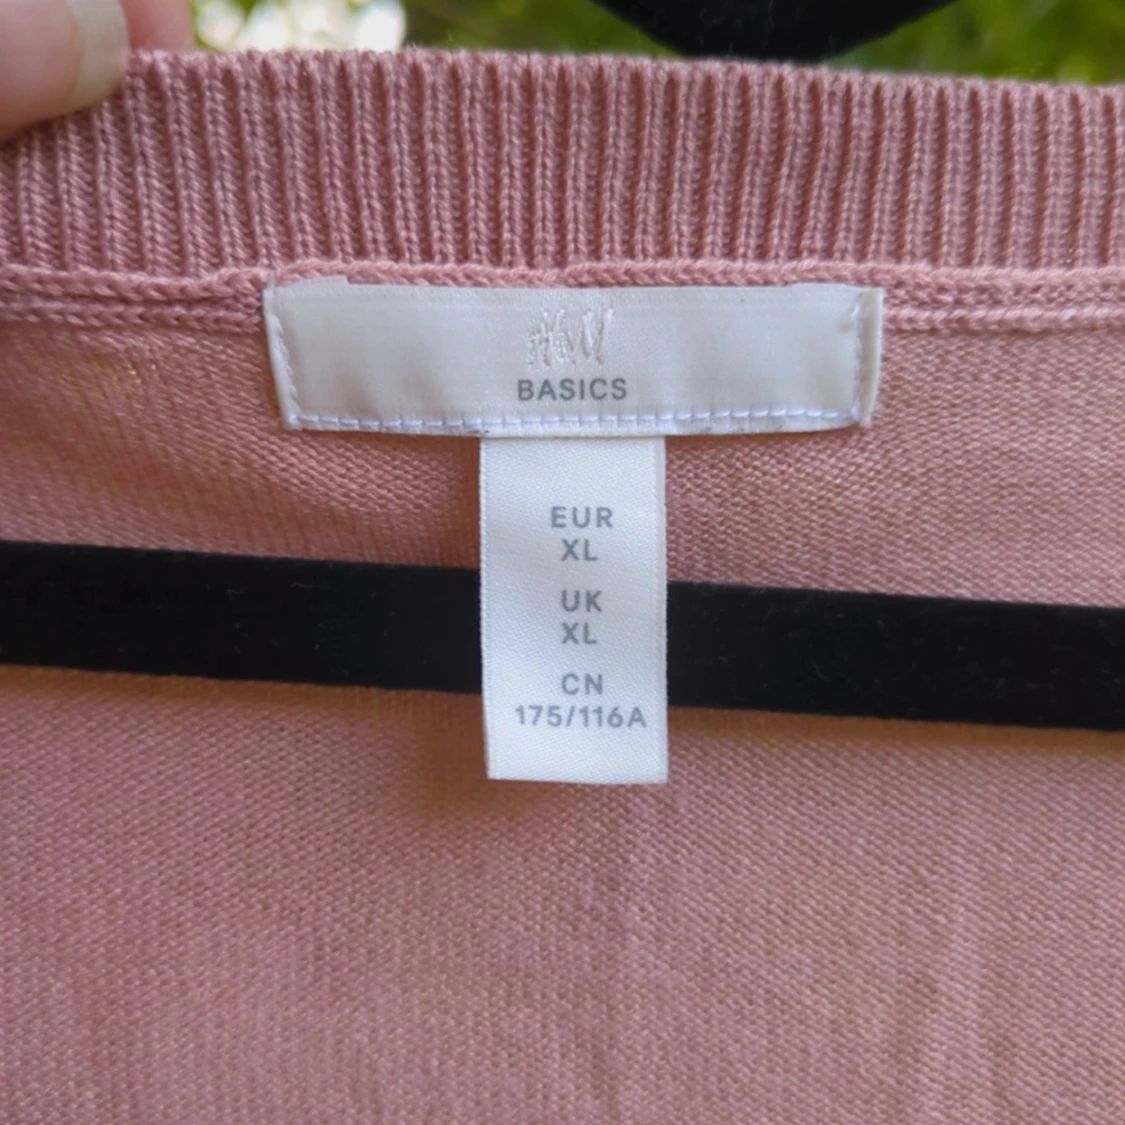 H&M
BASICS
EUR
XL
UK
XL
CN
175/116A